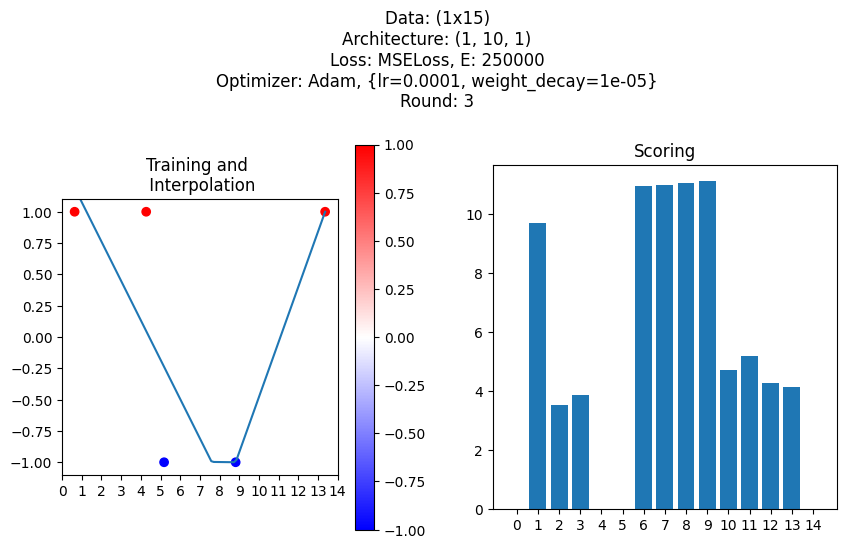 Data: (1x15)
Architecture: (1, 10, 1)
Loss: MSELoss, E: 250000
Optimizer: Adam, {lr=0.0001, weight_decay=1e-05}
Round: 3
Training and
Interpolation
1.00
0.75
0.50
0.25
0.00
−0.25
−0.50
−0.75
−1.00
0 1 2 3 4 5 6 7 8 9 10 11 12 13 14
1.00
0.75
0.50
0.25
0.00
−0.25
−0.50
−0.75
−1.00
Scoring
10
8
6
4
2
0
0 1 2 3 4 5 6 7 8 9 10 11 12 13 14